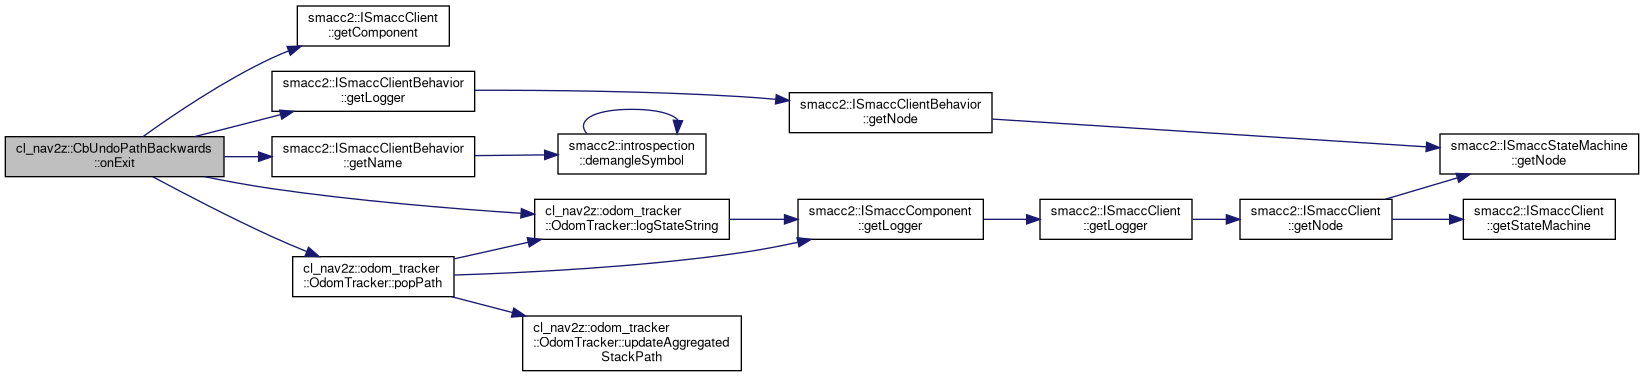 smacc2::ISmaccClient
::getComponent
smacc2::ISmaccClientBehavior
::getLogger
smacc2::ISmaccClientBehavior
::getNode
cl_nav2z::CbUndoPathBackwards
::onExit
smacc2::ISmaccClientBehavior
::getName
smacc2::introspection
::demangleSymbol
smacc2::ISmaccStateMachine
::getNode
cl_nav2z::odom_tracker
::OdomTracker::logStateString
smacc2::ISmaccComponent
::getLogger
smacc2::ISmaccClient
::getLogger
smacc2::ISmaccClient
::getNode
smacc2::ISmaccClient
::getStateMachine
cl_nav2z::odom_tracker
::OdomTracker::popPath
cl_nav2z::odom_tracker
::OdomTracker::updateAggregated
StackPath